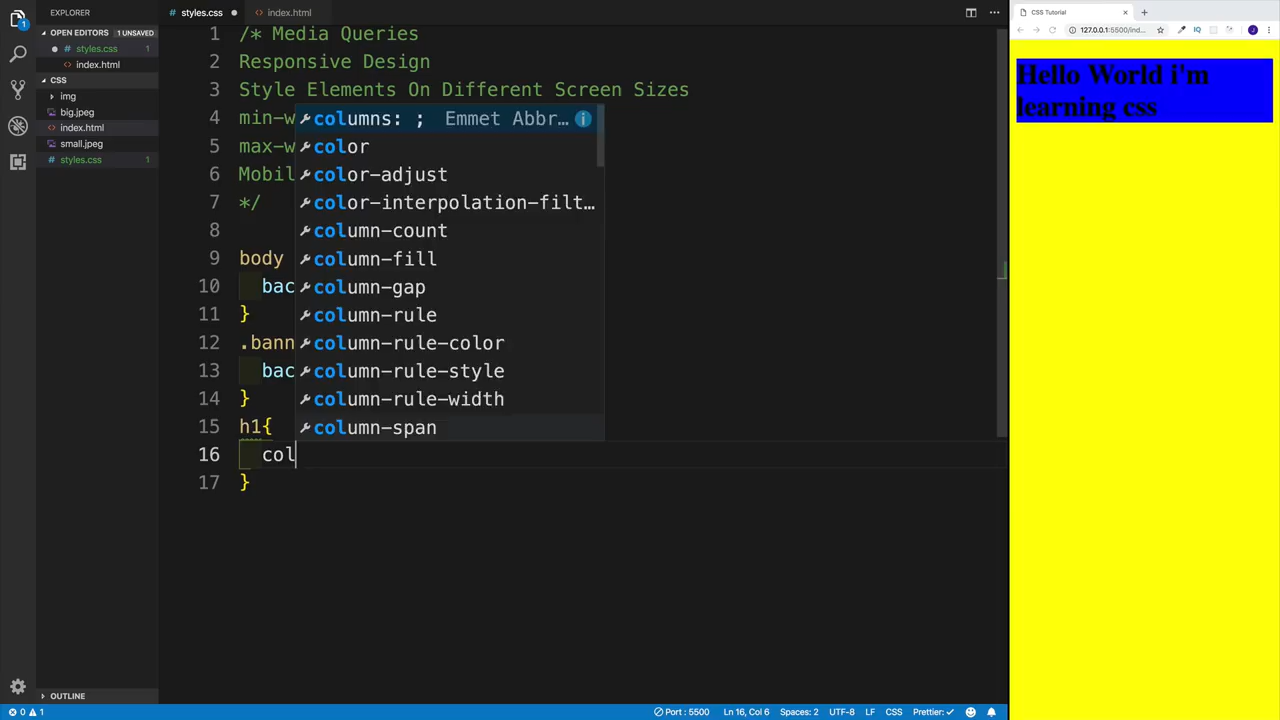 EXPLORER
OPEN EDITORS 1 UNSAVED
# styles.css 1
<> index.html
CSS
img
big.jpeg
<> index.html
small.jpeg
# styles.css 1
OUTLINE
# styles.css
<> index.html
1 /* Media Queries
2 Responsive Design
3 Style Elements On Different Screen Sizes
4 min-w
5 max-w
6 Mobil
7 */
8
9 body
10 bac
11 }
12 .bann
13 bac
14 }
15 h1{
16 col
17 }
columns: ; Emmet Abbr…
color
color-adjust
color-interpolation-filt…
column-count
column-fill
column-gap
column-rule
column-rule-color
column-rule-style
column-rule-width
column-span
CSS Tutorial
127.0.0.1:5500/ind...
Hello World i'm
learning css
0 1 Port : 5500 Ln 16, Col 6 Spaces: 2 UTF-8 LF CSS Prettier: ✓